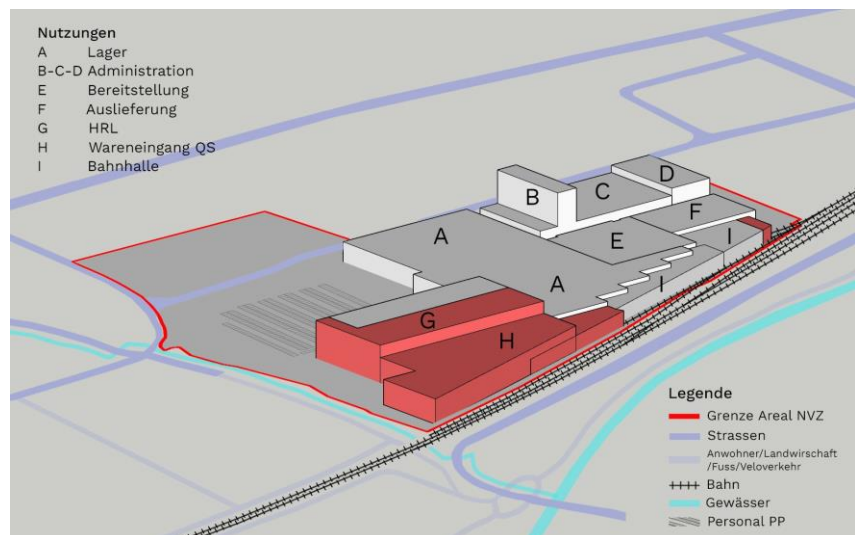 Nutzungen
A Lager
B-C-D Administration
E Bereitstellung
F Auslieferung
G HRL
H Wareneingang QS
I Bahnhalle
D
B
C
A
F
E
I
A
I
G
H
Legende
Grenze Areal NVZ
Strassen
Anwohner/Landwirschaft
/Fuss/Veloverkehr
Bahn
Gewässer
Personal PP